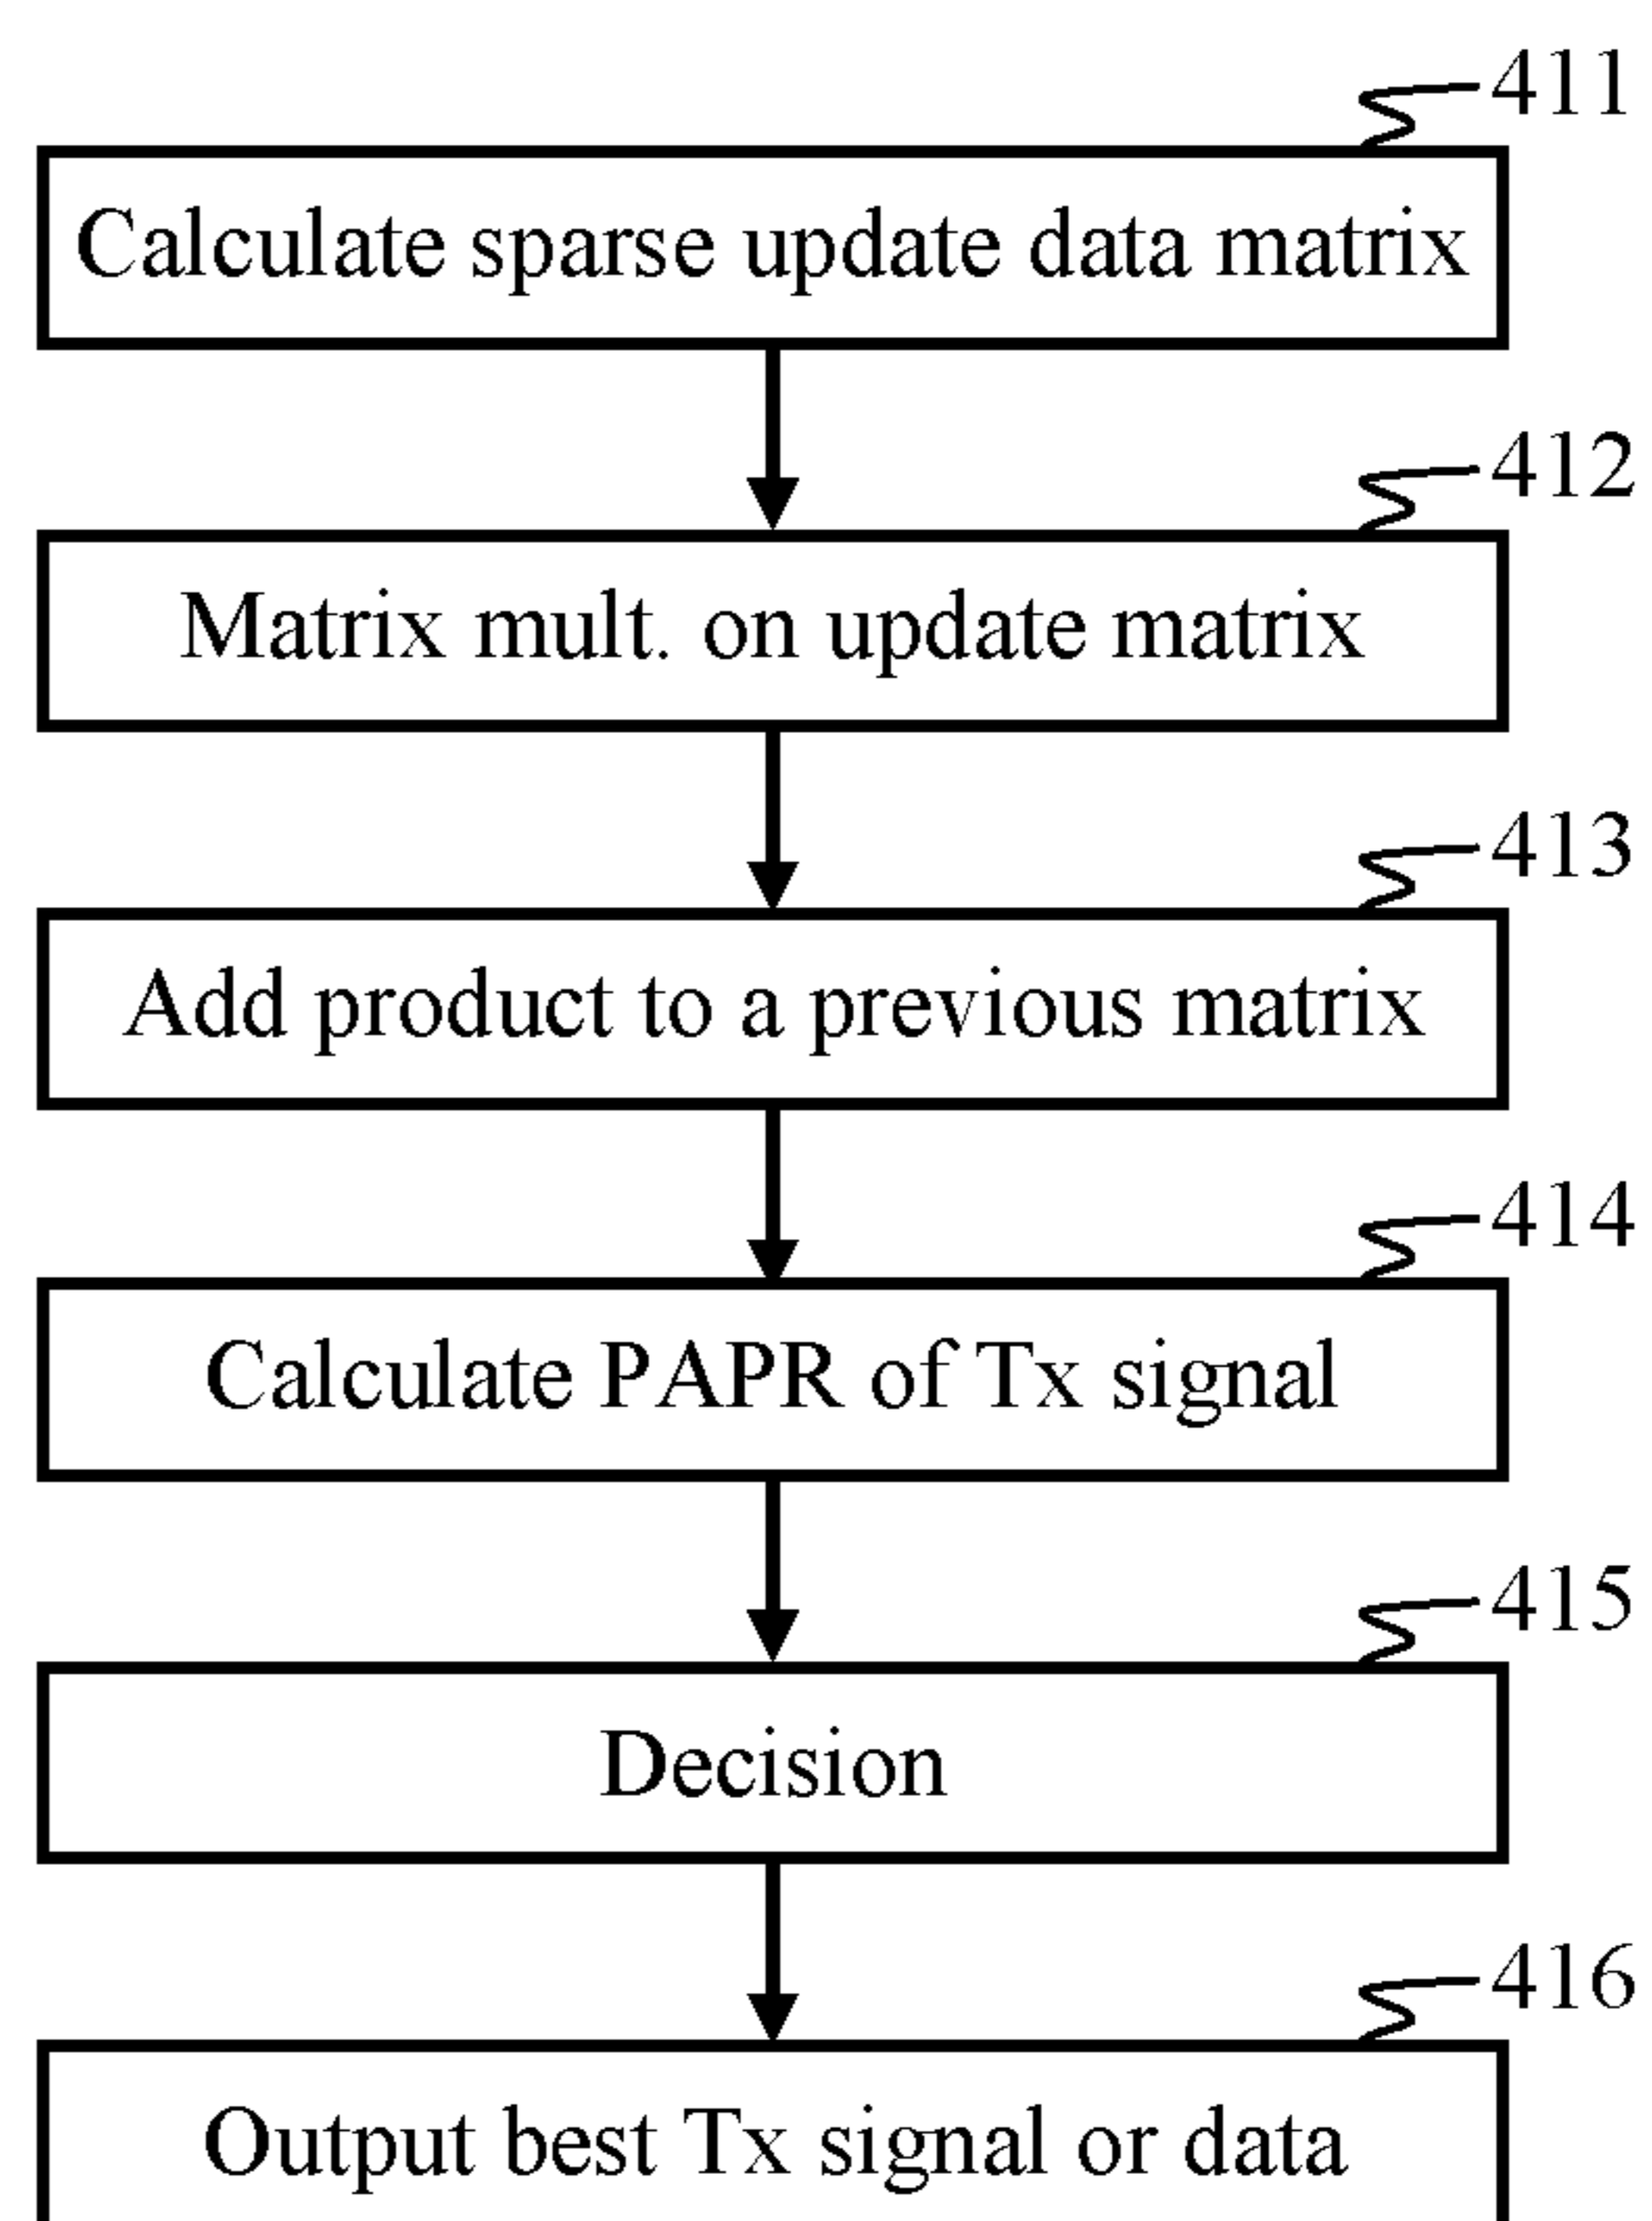 411
Calculate sparse update data matrix
412
Matrix mult. on update matrix
413
Add product to a previous matrix
414
Calculate PAPR of Tx signal
415
Decision
416
Output best Tx signal or data